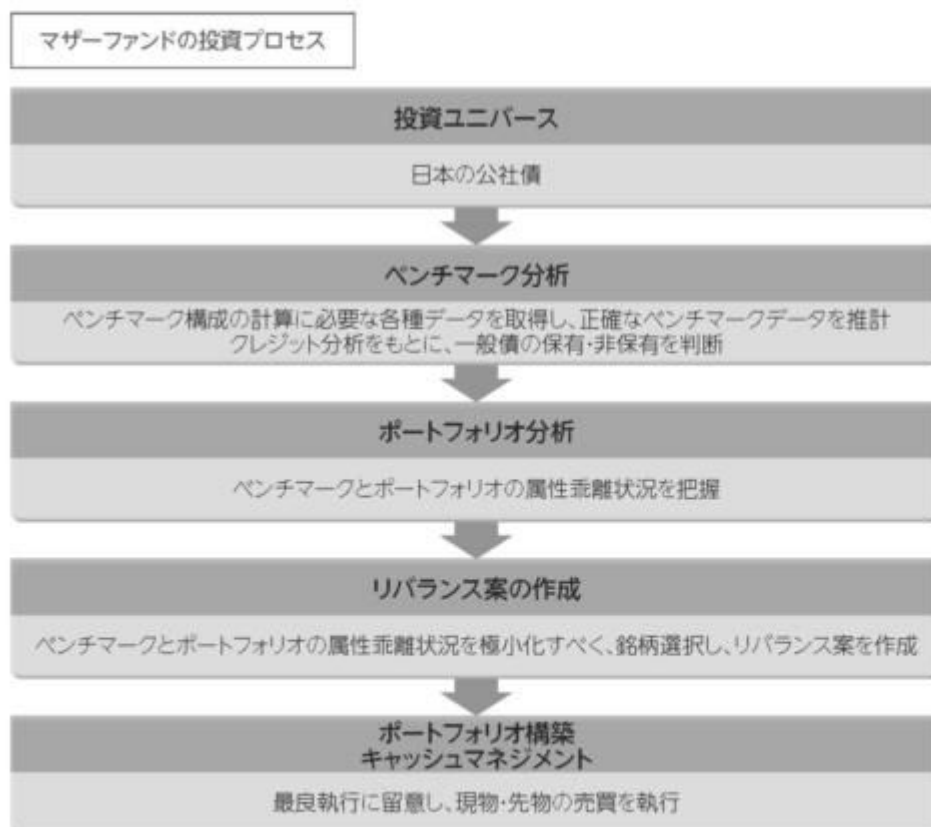 マザーファンドの投資プロセス
投資ユニバース
日本の公社債
ベンチマーク分析
ベンチマーク構成の計算に必要な各種データを取得し、正確なベンチマークデータを推計
クレジット分析をもとに、一般債の保有・非保有を判断
ポートフォリオ分析
ベンチマークとポートフォリオの属性乖離状況を把握
リバランス案の作成
ベンチマークとポートフォリオの属性乖離状況を極小化すべく、銘柄選択し、リバランス案を作成
ポートフォリオ構築
キャッシュマネジメント
最良執行に留意し、現物・先物の売買を執行